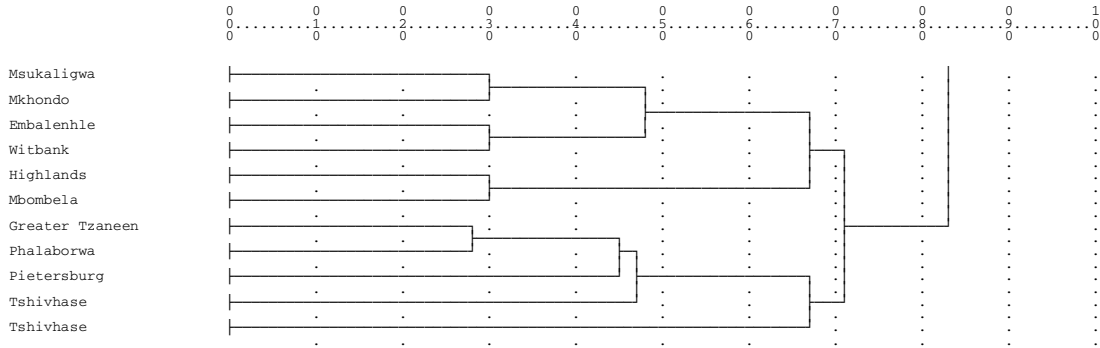 0 0 0 0 0 0 0 0 0 0 1
0.........1.........2.........3.........4.........5.........6.........7.........8.........9.........0
0 0 0 0 0 0 0 0 0 0 0
Msukaligwa
Mkhondo
Embalenhle
Witbank
Highlands
Mbombela
Greater Tzaneen
Phalaborwa
Pietersburg
Tshivhase
Tshivhase